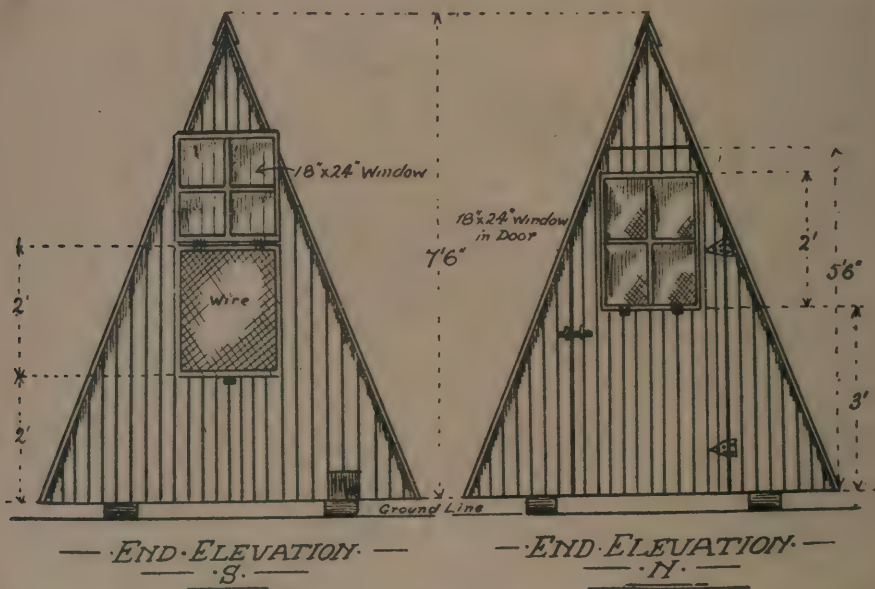 18"x24" Window
Wire
2'
2'
7'6"
18"x24" Window
in Door
2'
5'6"
3'
Ground Line
— · END · ELEVATION · —
— · S · —
— · END · ELEVATION · —
— · N · —